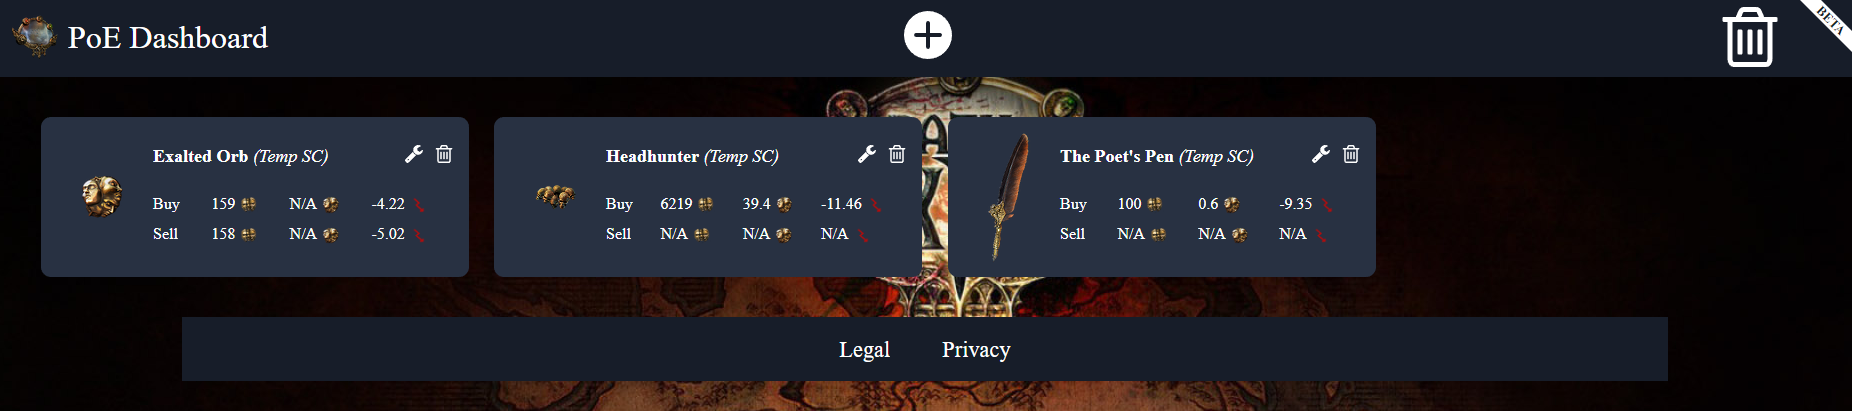 PoE Dashboard
BETA
Exalted Orb (Temp SC)
Buy 159 N/A -4.22
Sell 158 N/A -5.02
Headhunter (Temp SC)
Buy 6219 39.4 -11.46
Sell N/A N/A N/A
The Poet's Pen (Temp SC)
Buy 100 0.6 -9.35
Sell N/A N/A N/A
Legal Privacy